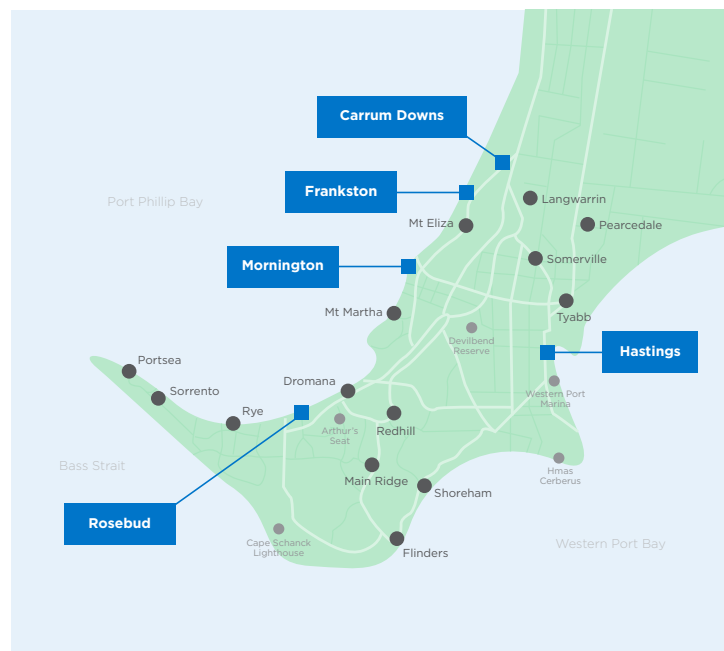 Carrum Downs
Frankston
Port Phillip Bay
Langwarrin
Mt Eliza
Pearcedale
Somerville
Mornington
Mt Martha
Tyabb
Devilbend
Reserve
Hastings
Portsea
Dromana
Western Port
Marina
Sorrento
Rye
Arthur's
Seat
Redhill
Bass Strait
Main Ridge
Hmas
Cerberus
Shoreham
Rosebud
Cape Schanck
Lighthouse
Flinders
Western Port Bay